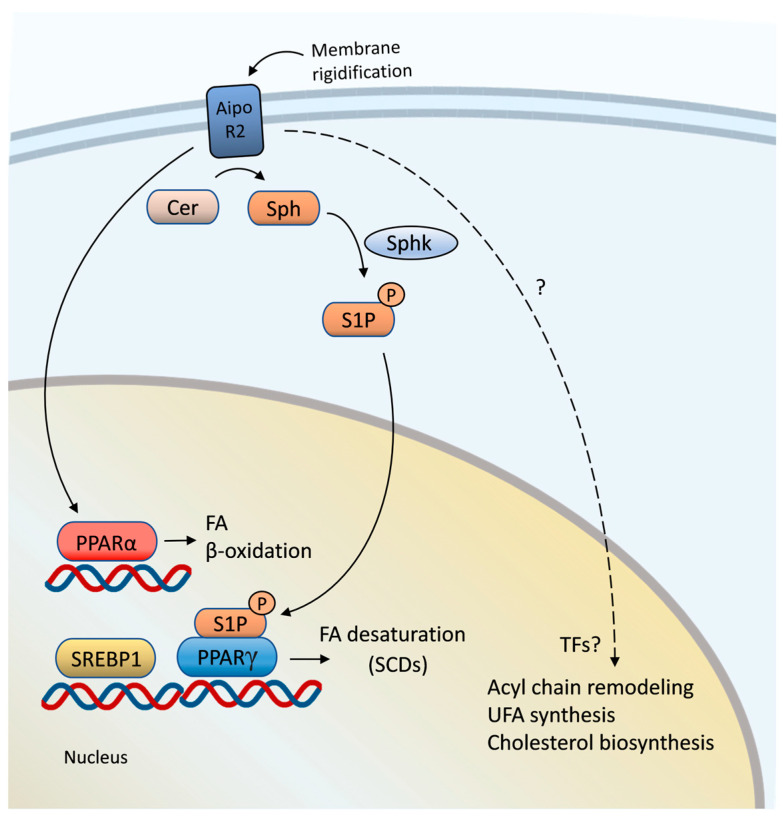 Membrane
rigidification
Aipo
R2
Cer
Sph
Sphk
?
P
S1P
PPARα
FA
β-oxidation
P
S1P
PPARγ
FA desaturation
(SCDs)
SREBP1
TFs?
Acyl chain remodeling
UFA synthesis
Cholesterol biosynthesis
Nucleus